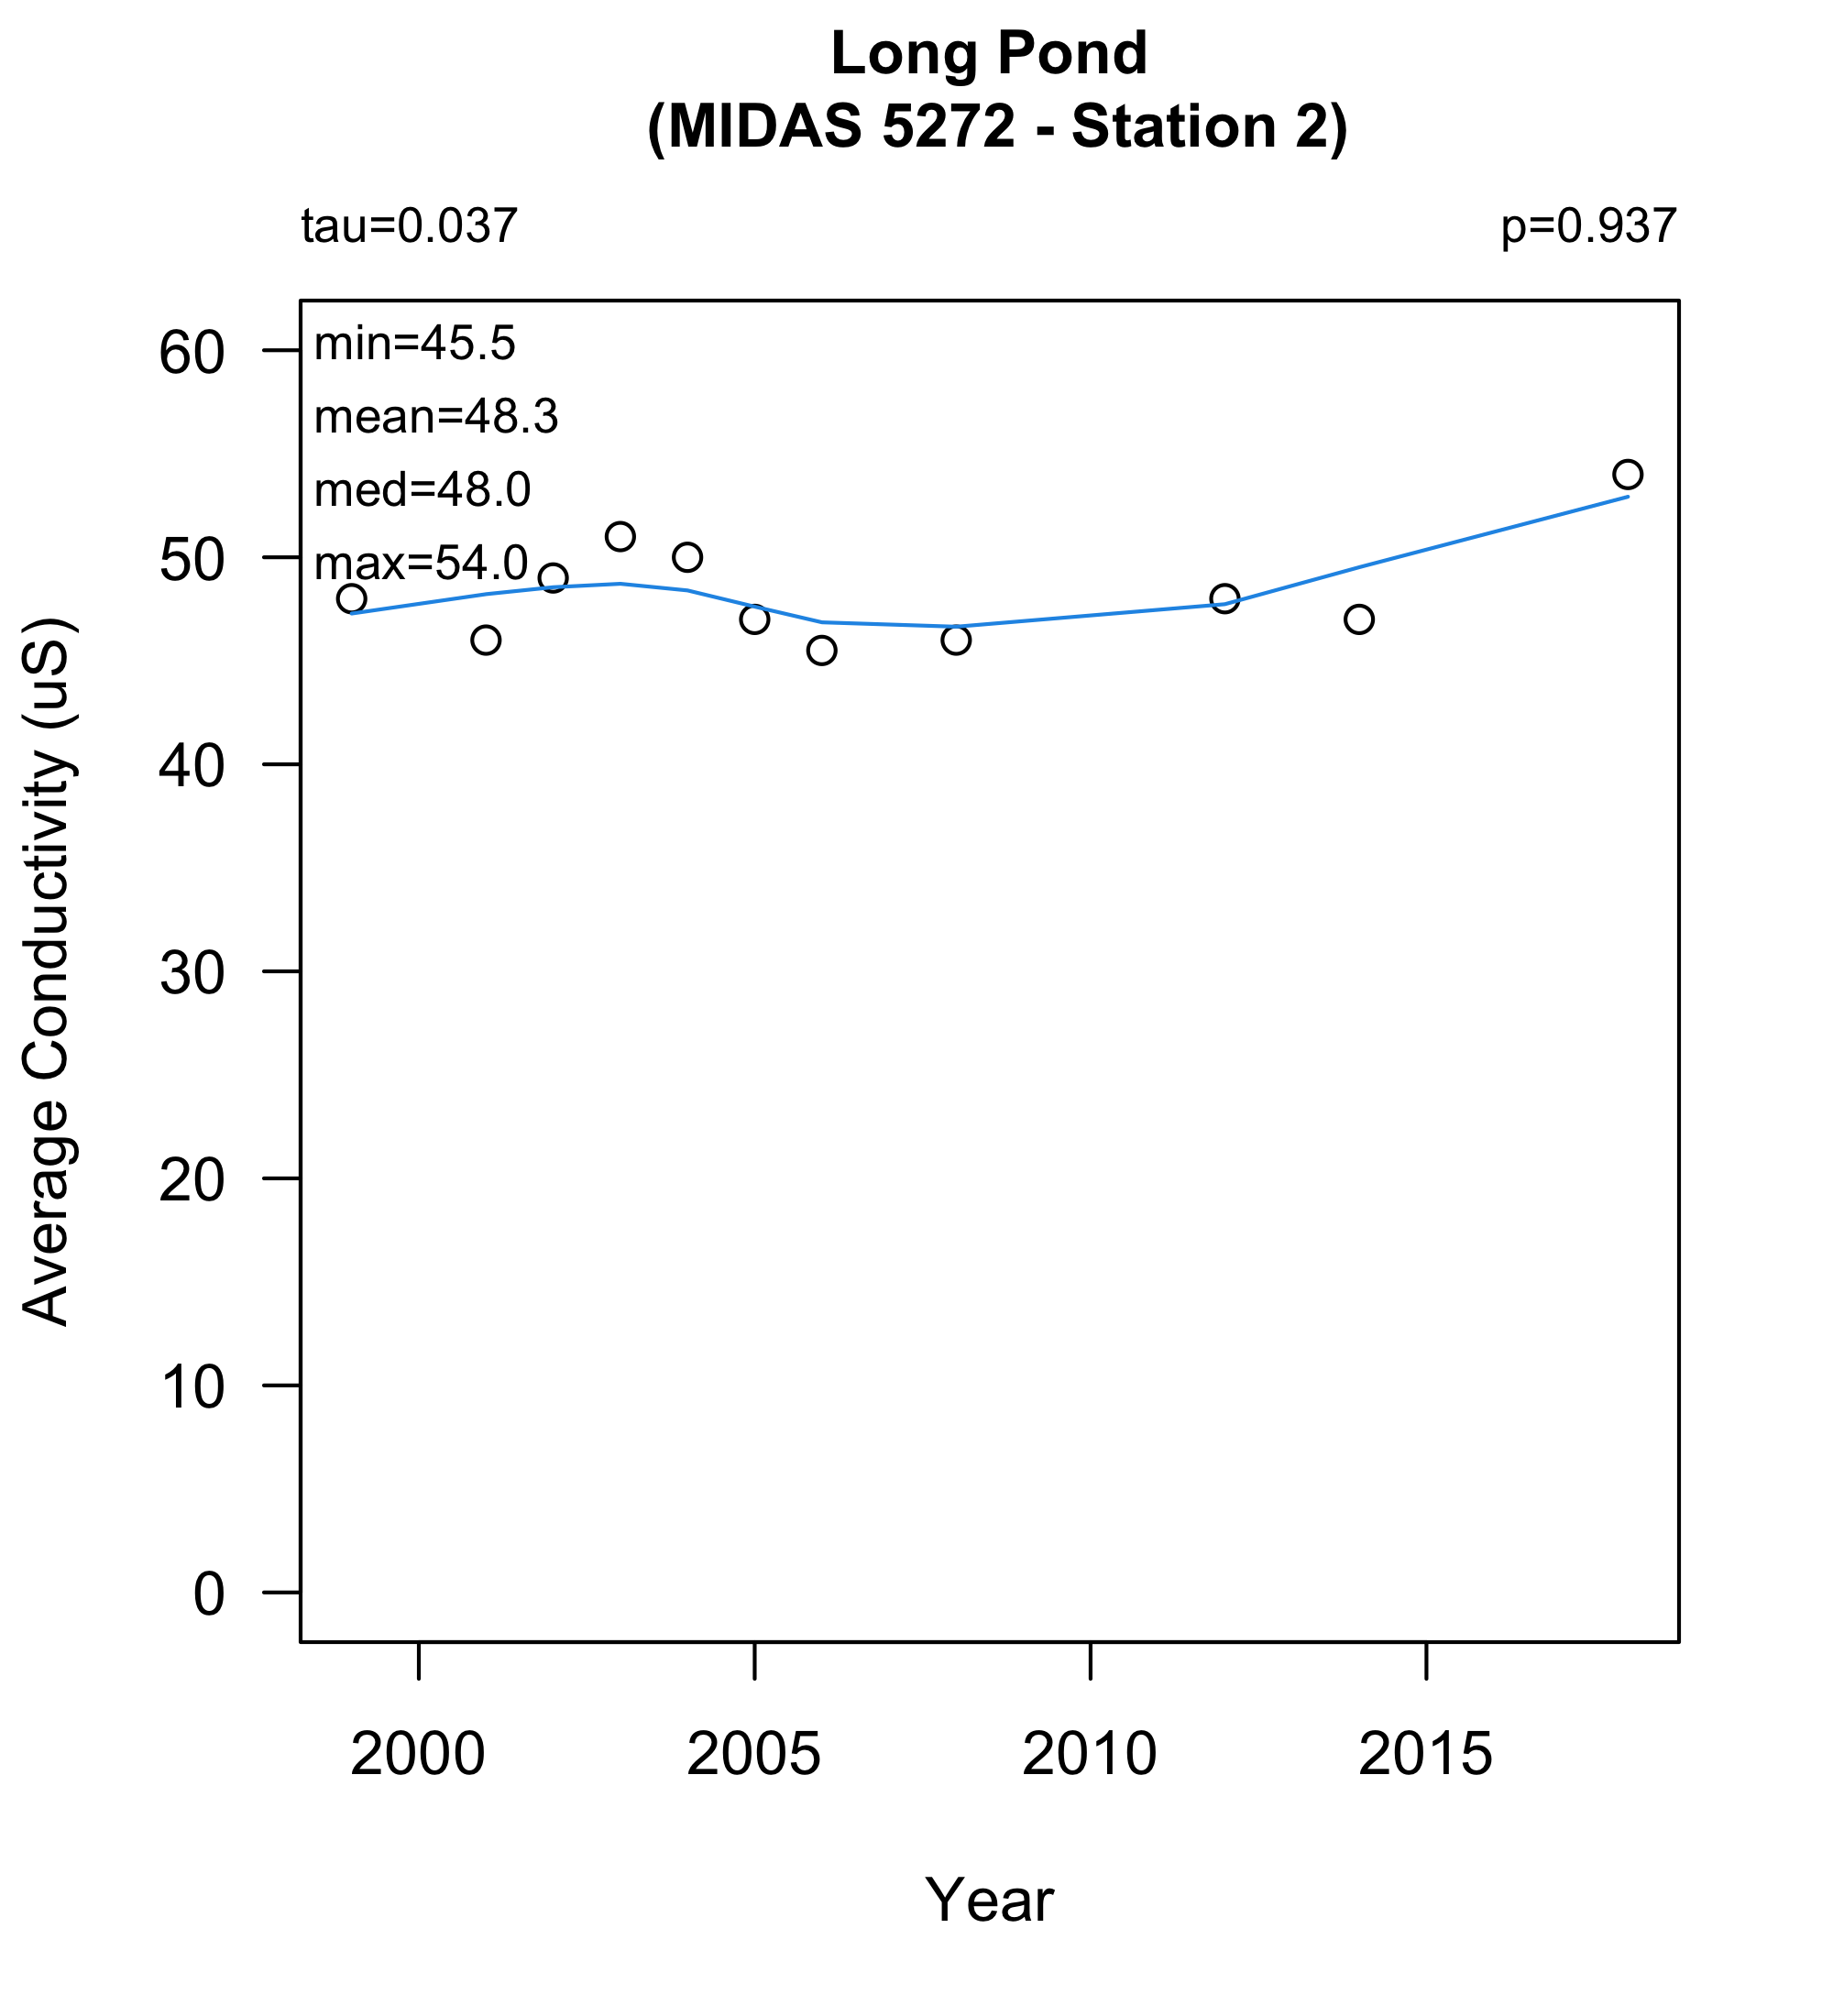 Long Pond
(MIDAS 5272 - Station 2)
tau=0.037
p=0.937
min=45.5
mean=48.3
med=48.0
max=54.0
60
50
40
30
20
10
0
Average Conductivity (uS)
2000
2005
2010
2015
Year